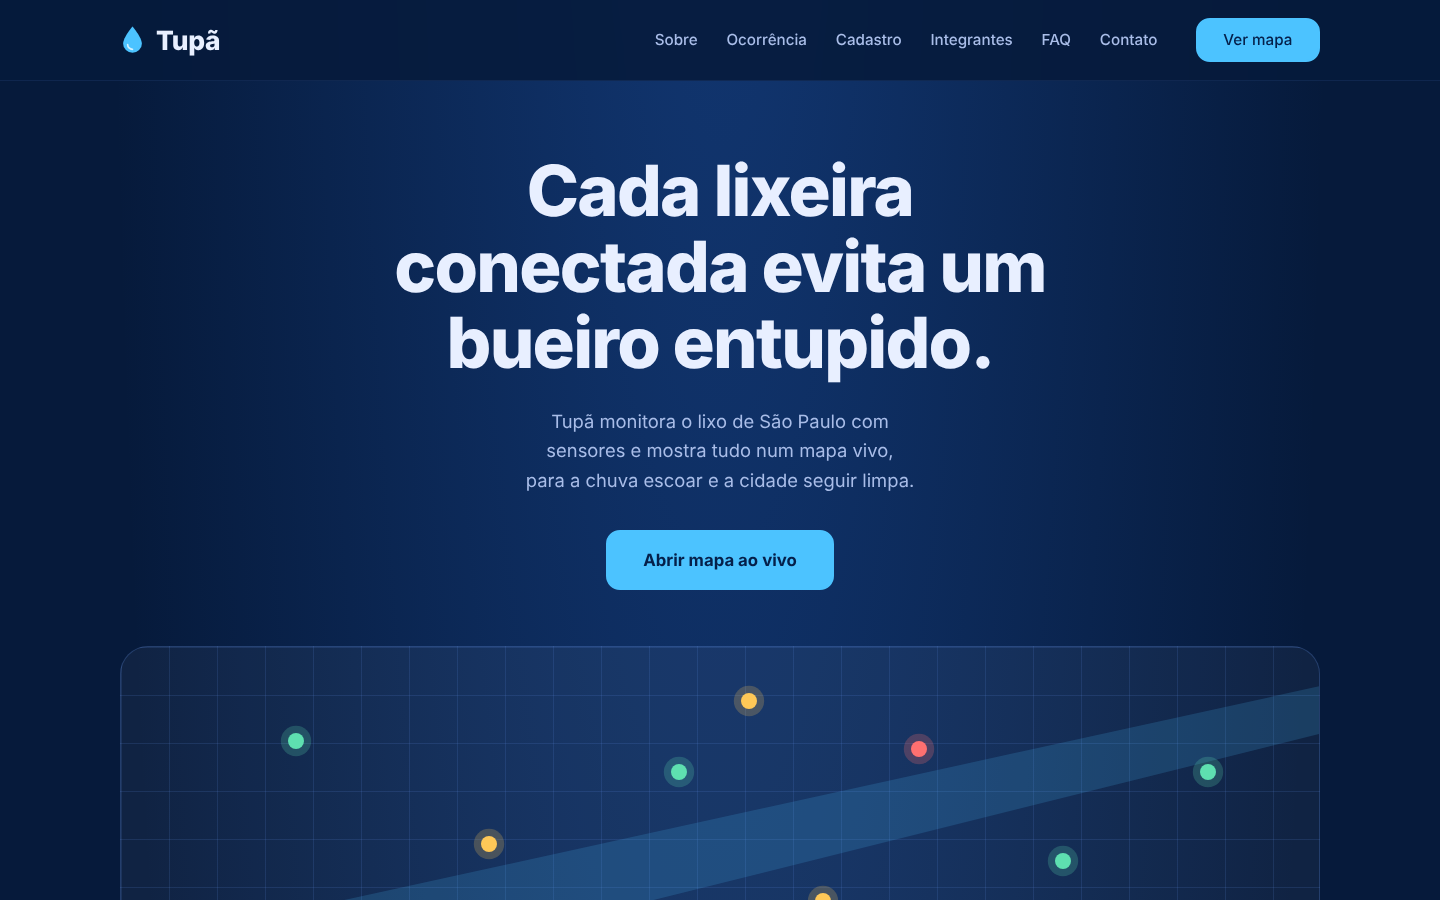 Tupã
Sobre
Ocorrência
Cadastro
Integrantes
FAQ
Contato
Ver mapa
Cada lixeira
conectada evita um
bueiro entupido.
Tupã monitora o lixo de São Paulo com
sensores e mostra tudo num mapa vivo,
para a chuva escoar e a cidade seguir limpa.
Abrir mapa ao vivo